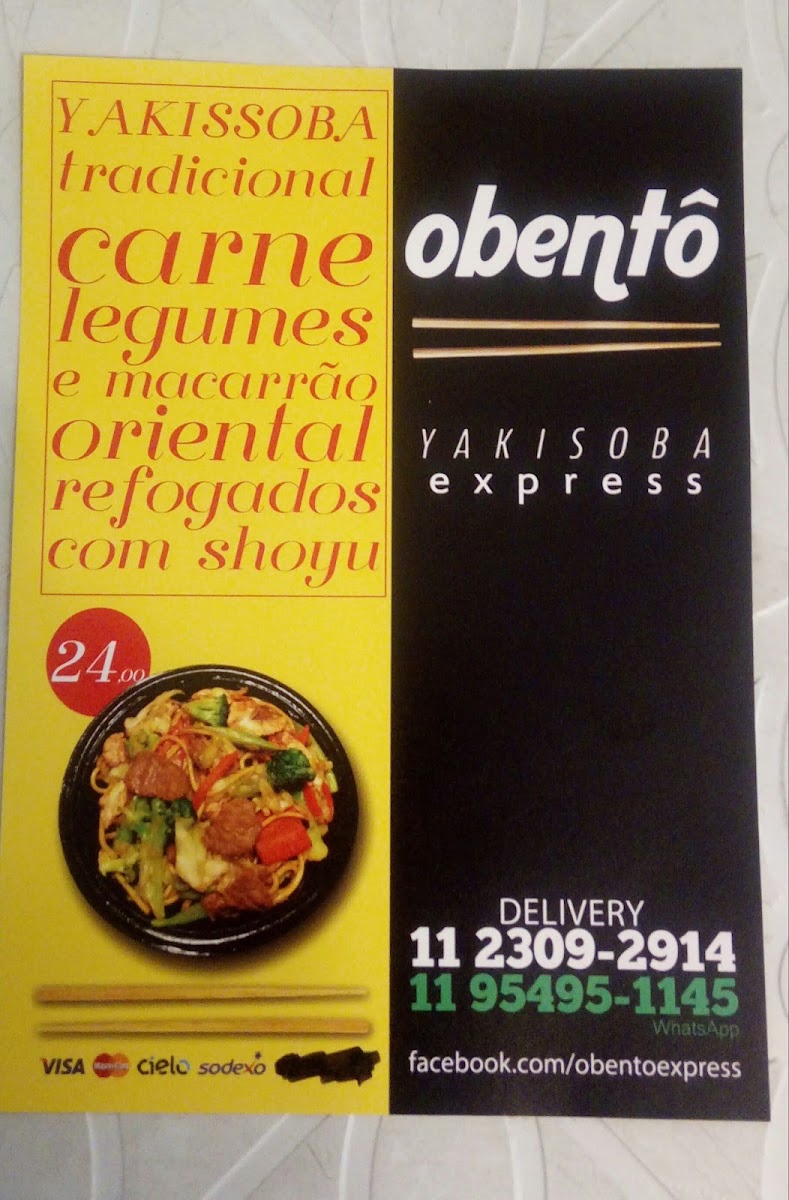 YAKISSOBA
tradicional
carne
legumes
e macarrão
oriental
refogados
com shoyu
24,00
VISA MasterCard cielo sodexo
obentô
YAKISOBA
express
DELIVERY
11 2309-2914
11 95495-1145
WhatsApp
facebook.com/obentoexpress